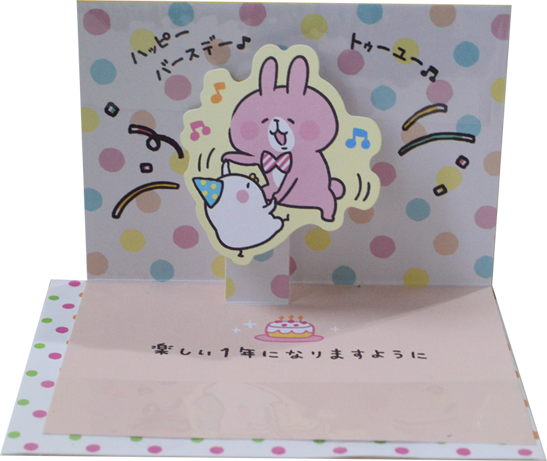 ハッピー
バースデー♪
トゥーユー♫
楽しい1年になりますように